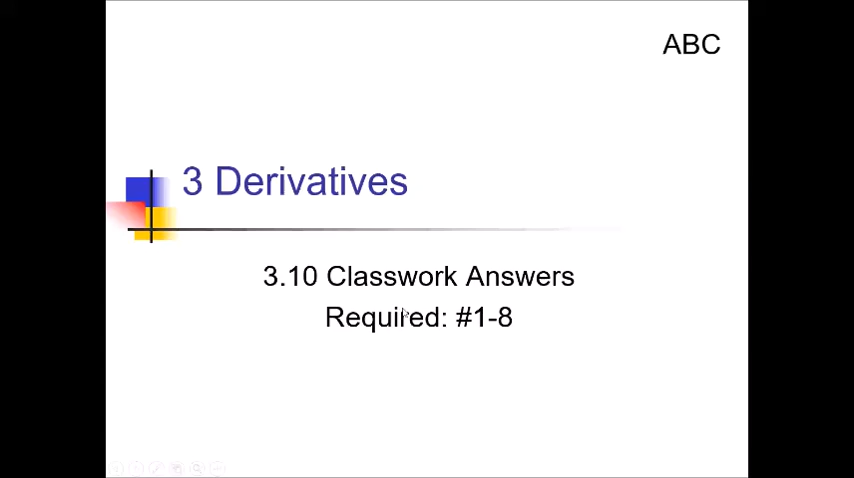 ABC
3 Derivatives
3.10 Classwork Answers
Required: #1-8